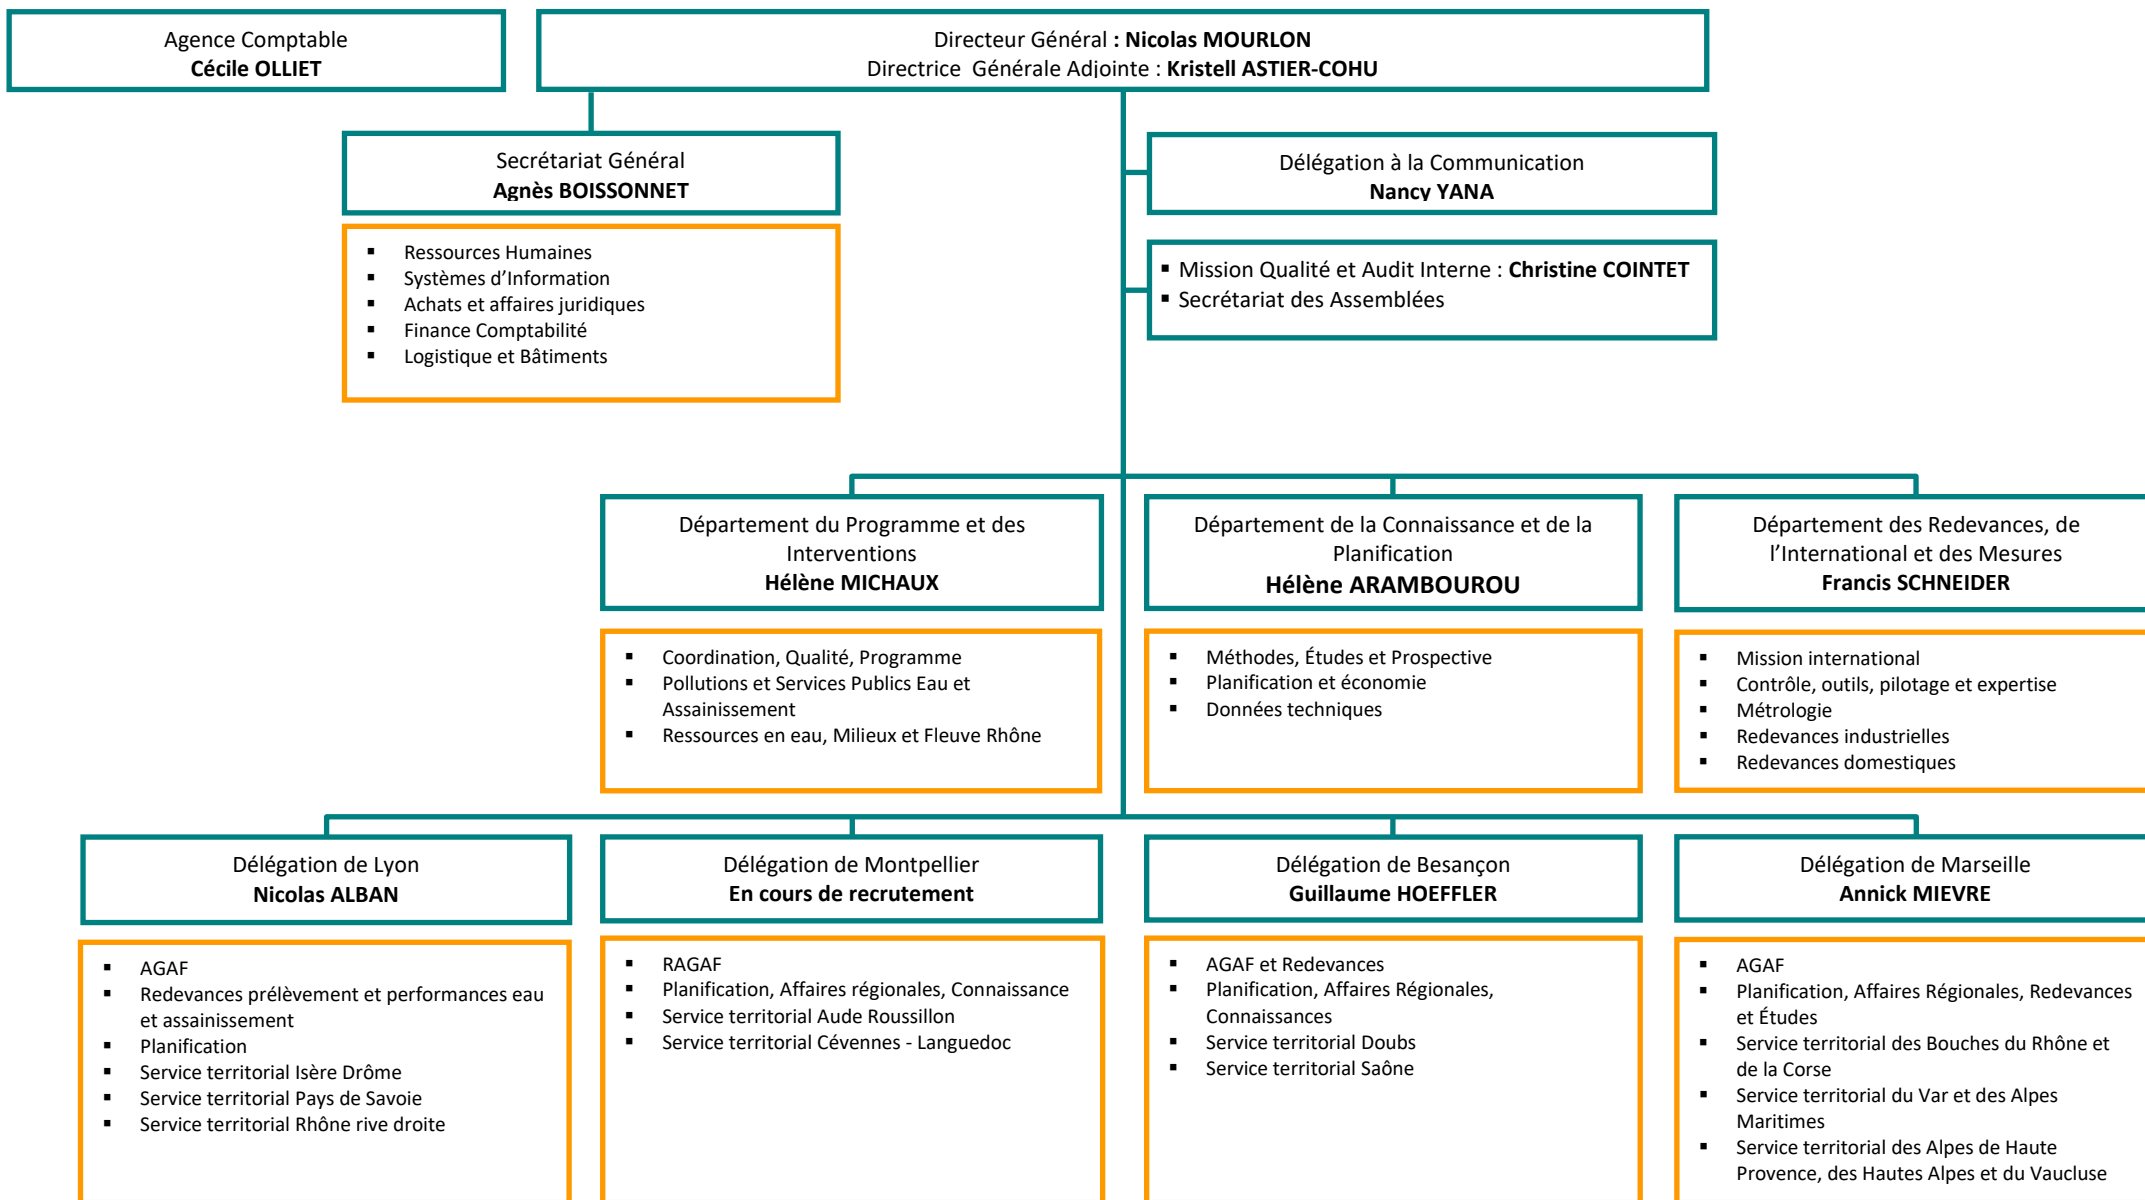 Agence Comptable
Cécile OLLIET
Directeur Général : Nicolas MOURLON
Directrice Générale Adjointe : Kristell ASTIER-COHU
Secrétariat Général
Agnès BOISSONNET
▪ Ressources Humaines
▪ Systèmes d’Information
▪ Achats et affaires juridiques
▪ Finance Comptabilité
▪ Logistique et Bâtiments
Délégation à la Communication
Nancy YANA
▪ Mission Qualité et Audit Interne : Christine COINTET
▪ Secrétariat des Assemblées
Département du Programme et des
Interventions
Hélène MICHAUX
▪ Coordination, Qualité, Programme
▪ Pollutions et Services Publics Eau et
Assainissement
▪ Ressources en eau, Milieux et Fleuve Rhône
Département de la Connaissance et de la
Planification
Hélène ARAMBOUROU
▪ Méthodes, Études et Prospective
▪ Planification et économie
▪ Données techniques
Département des Redevances, de
l’International et des Mesures
Francis SCHNEIDER
▪ Mission international
▪ Contrôle, outils, pilotage et expertise
▪ Métrologie
▪ Redevances industrielles
▪ Redevances domestiques
Délégation de Lyon
Nicolas ALBAN
▪ AGAF
▪ Redevances prélèvement et performances eau
et assainissement
▪ Planification
▪ Service territorial Isère Drôme
▪ Service territorial Pays de Savoie
▪ Service territorial Rhône rive droite
Délégation de Montpellier
En cours de recrutement
▪ RAGAF
▪ Planification, Affaires régionales, Connaissance
▪ Service territorial Aude Roussillon
▪ Service territorial Cévennes - Languedoc
Délégation de Besançon
Guillaume HOEFFLER
▪ AGAF et Redevances
▪ Planification, Affaires Régionales,
Connaissances
▪ Service territorial Doubs
▪ Service territorial Saône
Délégation de Marseille
Annick MIEVRE
▪ AGAF
▪ Planification, Affaires Régionales, Redevances
et Études
▪ Service territorial des Bouches du Rhône et
de la Corse
▪ Service territorial du Var et des Alpes
Maritimes
▪ Service territorial des Alpes de Haute
Provence, des Hautes Alpes et du Vaucluse